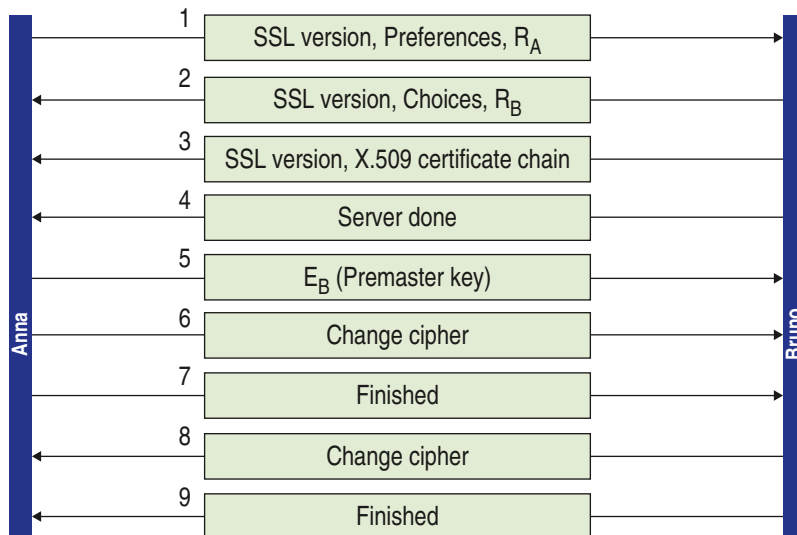 1
SSL version, Preferences, R_A
2
SSL version, Choices, R_B
3
SSL version, X.509 certificate chain
4
Server done
5
E_B (Premaster key)
6
Change cipher
7
Finished
8
Change cipher
9
Finished
Anna
Bruno